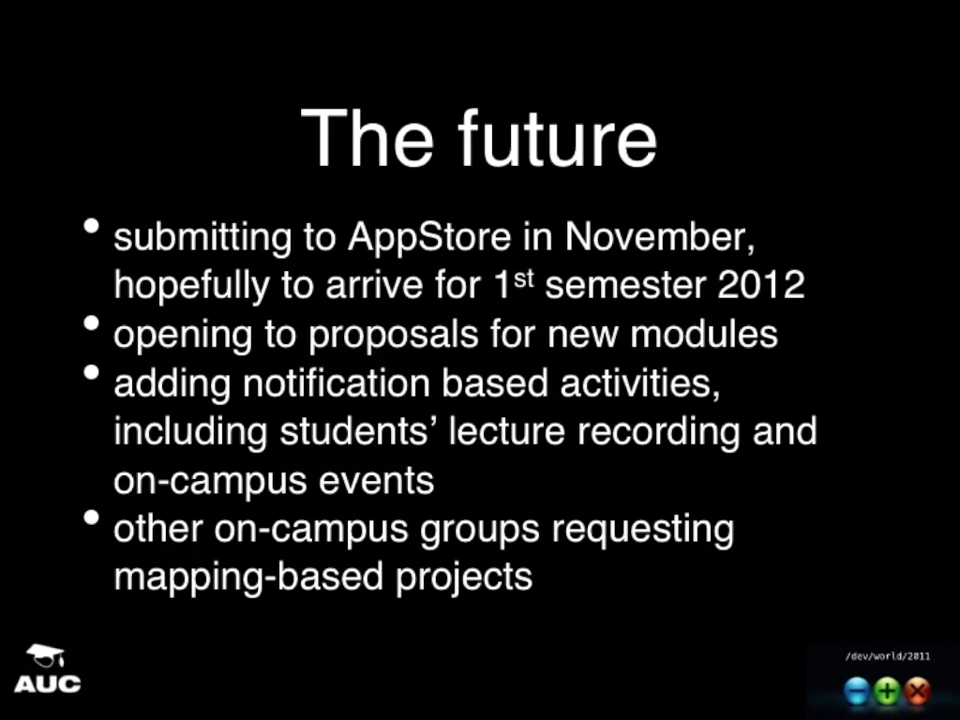 The future
• submitting to AppStore in November,
hopefully to arrive for 1st semester 2012
• opening to proposals for new modules
• adding notification based activities,
including students’ lecture recording and
on-campus events
• other on-campus groups requesting
mapping-based projects
AUC
/dev/world/2011